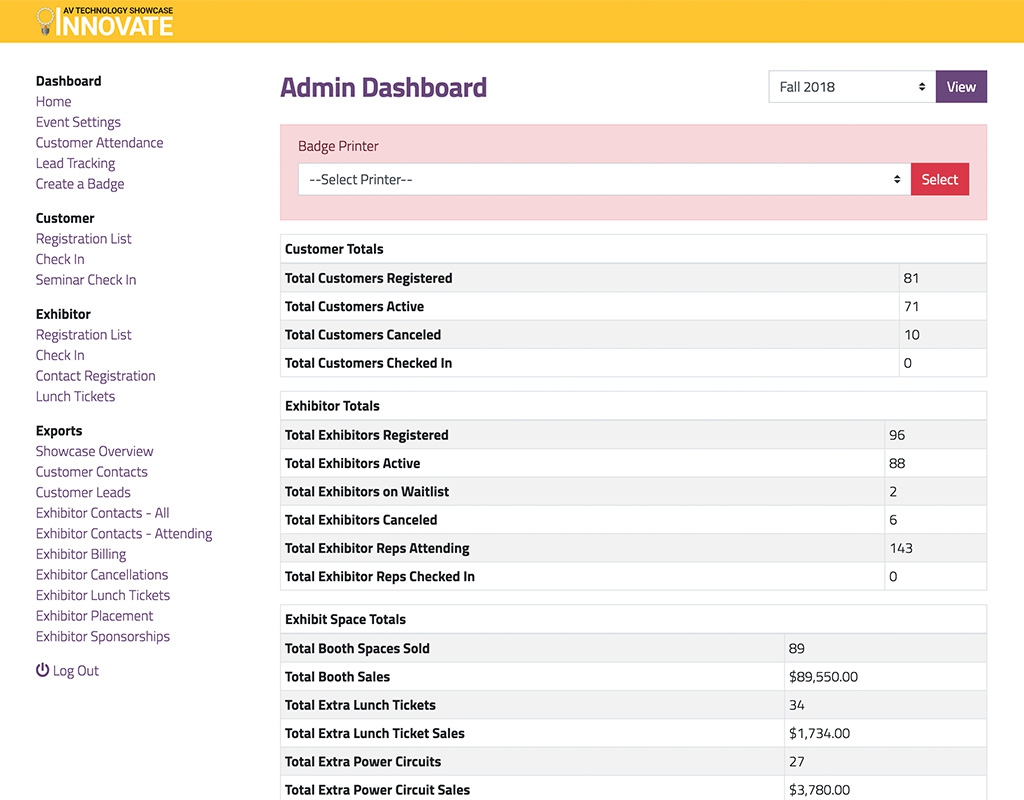 AV TECHNOLOGY SHOWCASE
INNOVATE
Dashboard
Home
Event Settings
Customer Attendance
Lead Tracking
Create a Badge
Customer
Registration List
Check In
Seminar Check In
Exhibitor
Registration List
Check In
Contact Registration
Lunch Tickets
Exports
Showcase Overview
Customer Contacts
Customer Leads
Exhibitor Contacts - All
Exhibitor Contacts - Attending
Exhibitor Billing
Exhibitor Cancellations
Exhibitor Lunch Tickets
Exhibitor Placement
Exhibitor Sponsorships
Log Out
Admin Dashboard
Fall 2018 View
Badge Printer
--Select Printer-- Select
Customer Totals
Total Customers Registered 81
Total Customers Active 71
Total Customers Canceled 10
Total Customers Checked In 0
Exhibitor Totals
Total Exhibitors Registered 96
Total Exhibitors Active 88
Total Exhibitors on Waitlist 2
Total Exhibitors Canceled 6
Total Exhibitor Reps Attending 143
Total Exhibitor Reps Checked In 0
Exhibit Space Totals
Total Booth Spaces Sold 89
Total Booth Sales $89,550.00
Total Extra Lunch Tickets 34
Total Extra Lunch Ticket Sales $1,734.00
Total Extra Power Circuits 27
Total Extra Power Circuit Sales $3,780.00